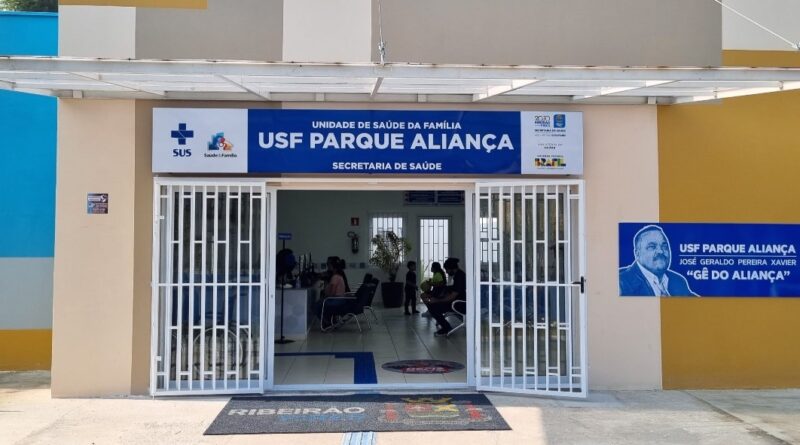 UNIDADE DE SAÚDE DA FAMÍLIA
USF PARQUE ALIANÇA
SECRETARIA DE SAÚDE
SUS
Saúde da Família
BRASIL
USF PARQUE ALIANÇA
JOSÉ GERALDO PEREIRA XAVIER
“GÊ DO ALIANÇA”
RIBEIRÃO